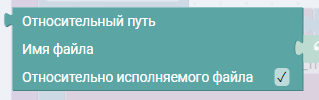 Относительный путь
Имя файла
Относительно исполняемого файла